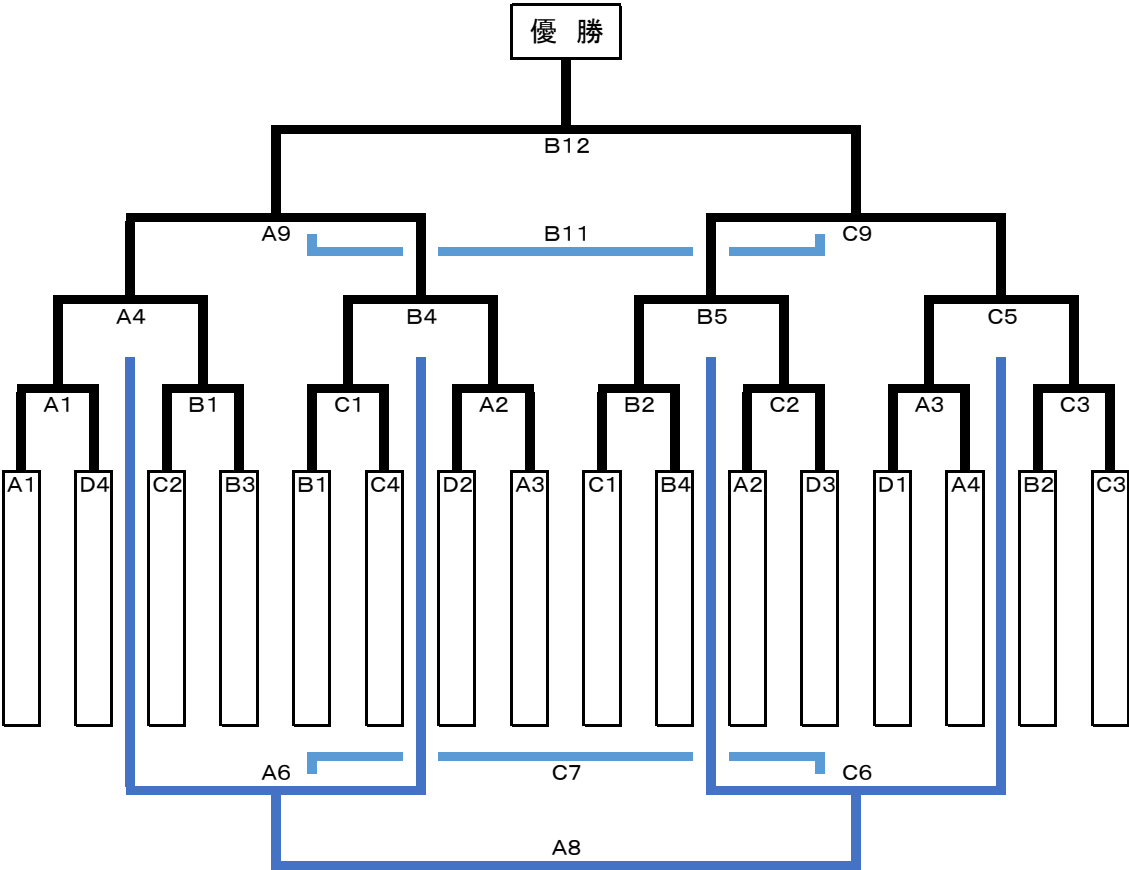 優 勝
B12
A9 B11 C9
A4 B4 B5 C5
A1 B1 C1 A2 B2 C2 A3 C3
A1 D4 C2 B3 B1 C4 D2 A3 C1 B4 A2 D3 D1 A4 B2 C3
A6 C7 C6
A8